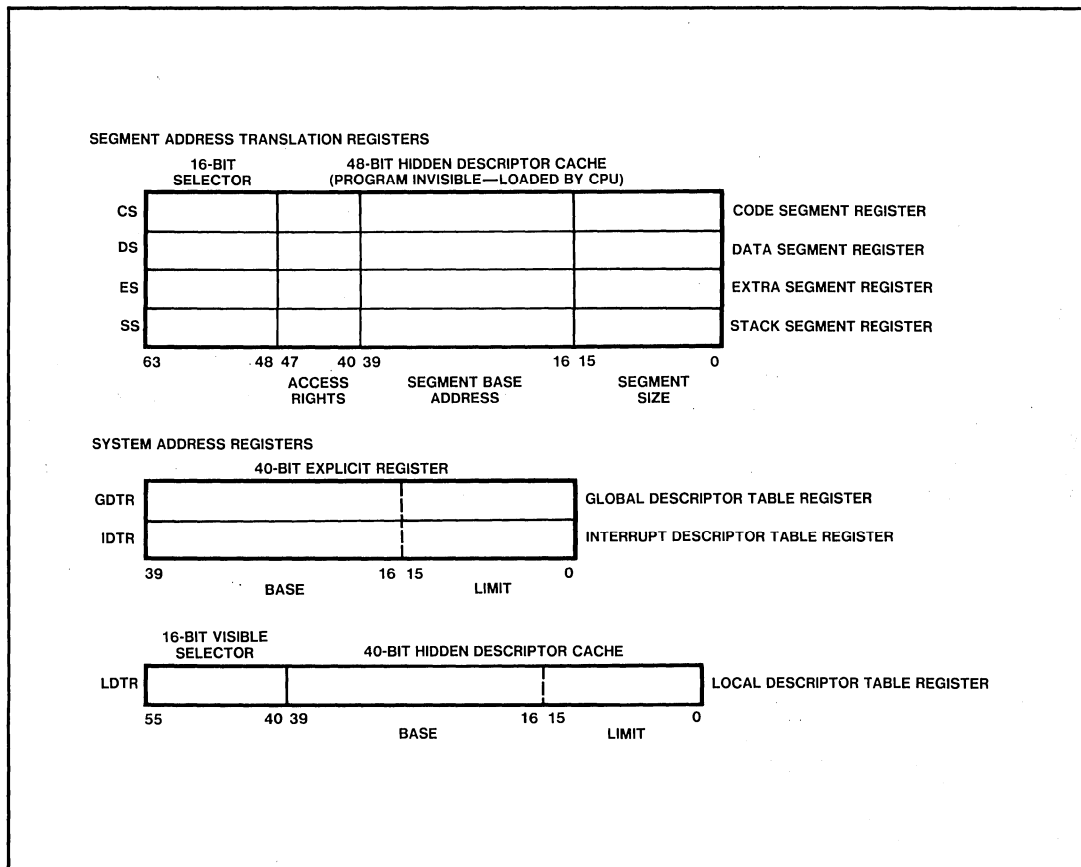 SEGMENT ADDRESS TRANSLATION REGISTERS
16-BIT
SELECTOR
48-BIT HIDDEN DESCRIPTOR CACHE
(PROGRAM INVISIBLE—LOADED BY CPU)
CS CODE SEGMENT REGISTER
DS DATA SEGMENT REGISTER
ES EXTRA SEGMENT REGISTER
SS STACK SEGMENT REGISTER
63 48 47 40 39 16 15 0
ACCESS
RIGHTS
SEGMENT BASE
ADDRESS
SEGMENT
SIZE
SYSTEM ADDRESS REGISTERS
40-BIT EXPLICIT REGISTER
GDTR GLOBAL DESCRIPTOR TABLE REGISTER
IDTR INTERRUPT DESCRIPTOR TABLE REGISTER
39 16 15 0
BASE LIMIT
16-BIT VISIBLE
SELECTOR
40-BIT HIDDEN DESCRIPTOR CACHE
LDTR LOCAL DESCRIPTOR TABLE REGISTER
55 40 39 16 15 0
BASE LIMIT